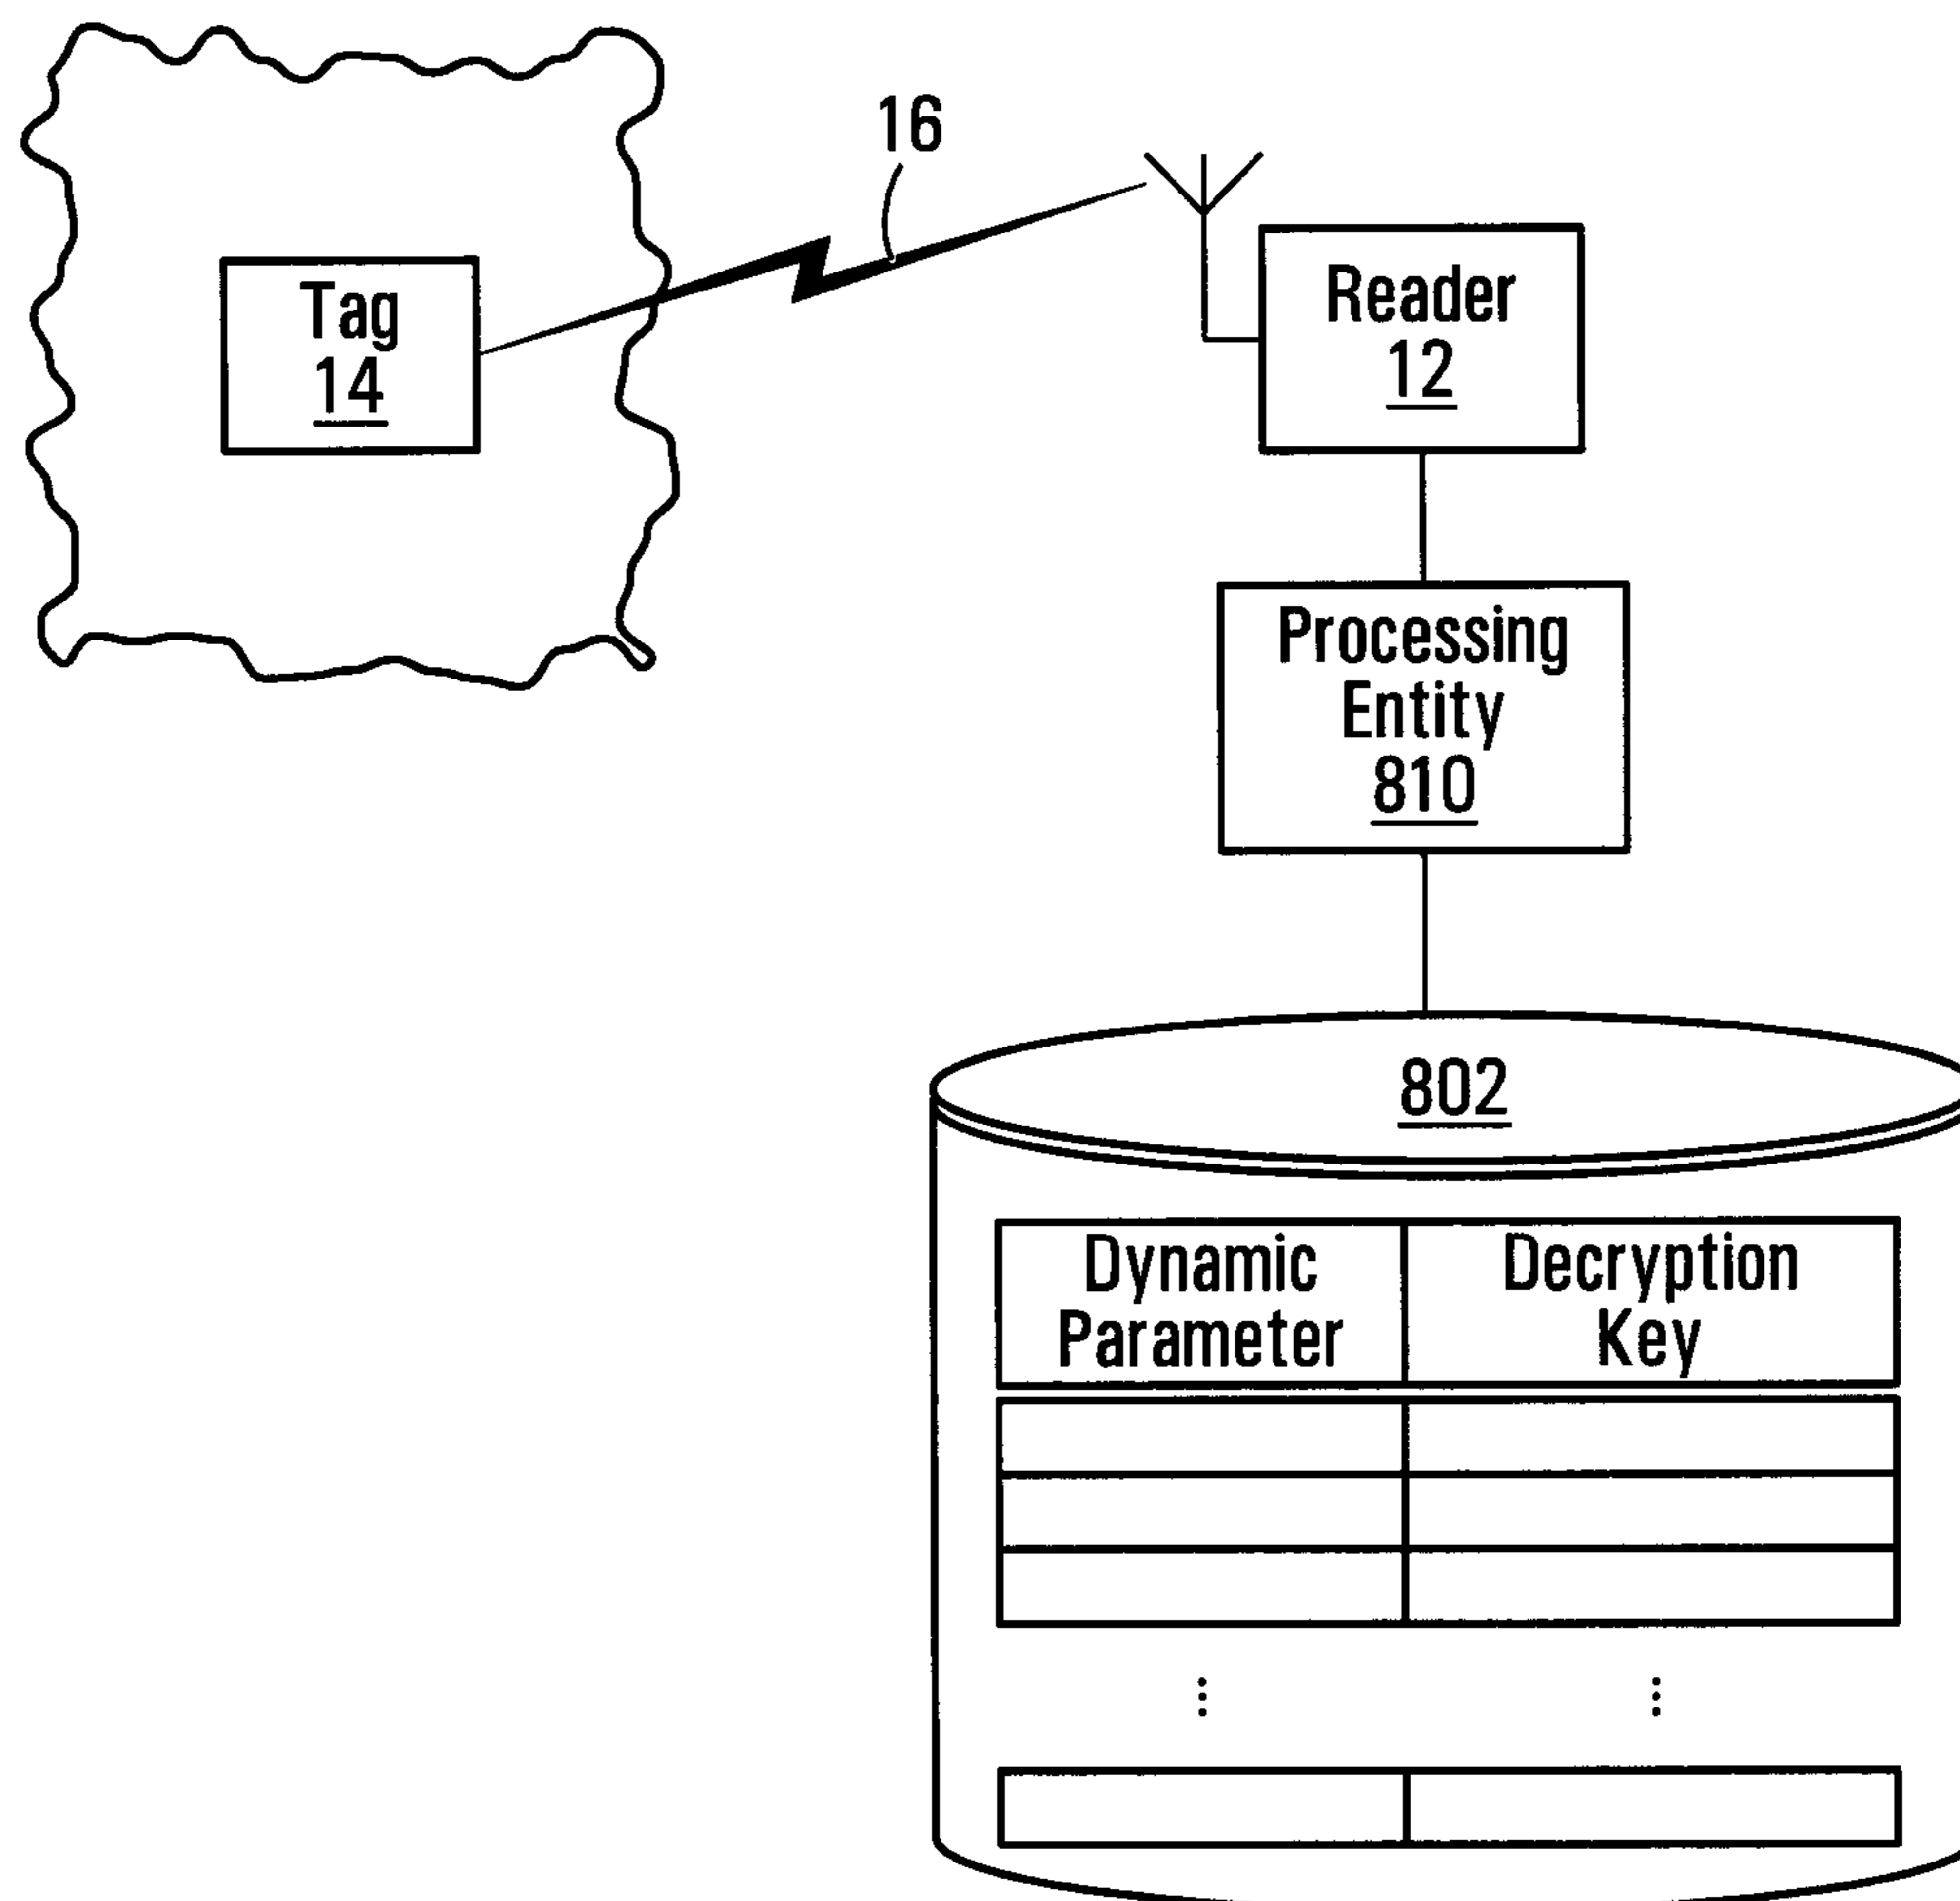 16
Tag
14
Reader
12
Processing
Entity
810
802
Dynamic
Parameter
Decryption
Key